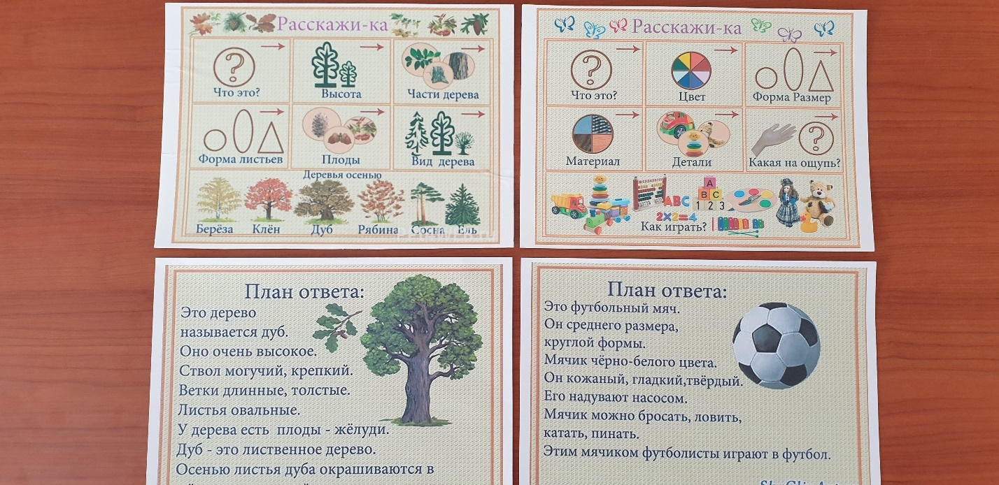 Расскажи-ка
Что это?
Высота
Части дерева
Форма листьев
Плоды
Вид дерева
Деревья осенью
Берёза
Клён
Дуб
Рябина
Сосна
Ель
Расскажи-ка
Что это?
Цвет
Форма Размер
Материал
Детали
Какая на ощупь?
ABC
A
B C
1 2 3
2×2=4
Как играть?
План ответа:
Это дерево
называется дуб.
Оно очень высокое.
Ствол могучий, крепкий.
Ветки длинные, толстые.
Листья овальные.
У дерева есть плоды - жёлуди.
Дуб - это лиственное дерево.
Осенью листья дуба окрашиваются в
План ответа:
Это футбольный мяч.
Он среднего размера,
круглой формы.
Мячик чёрно-белого цвета.
Он кожаный, гладкий,твёрдый.
Его надувают насосом.
Мячик можно бросать, ловить,
катать, пинать.
Этим мячиком футболисты играют в футбол.